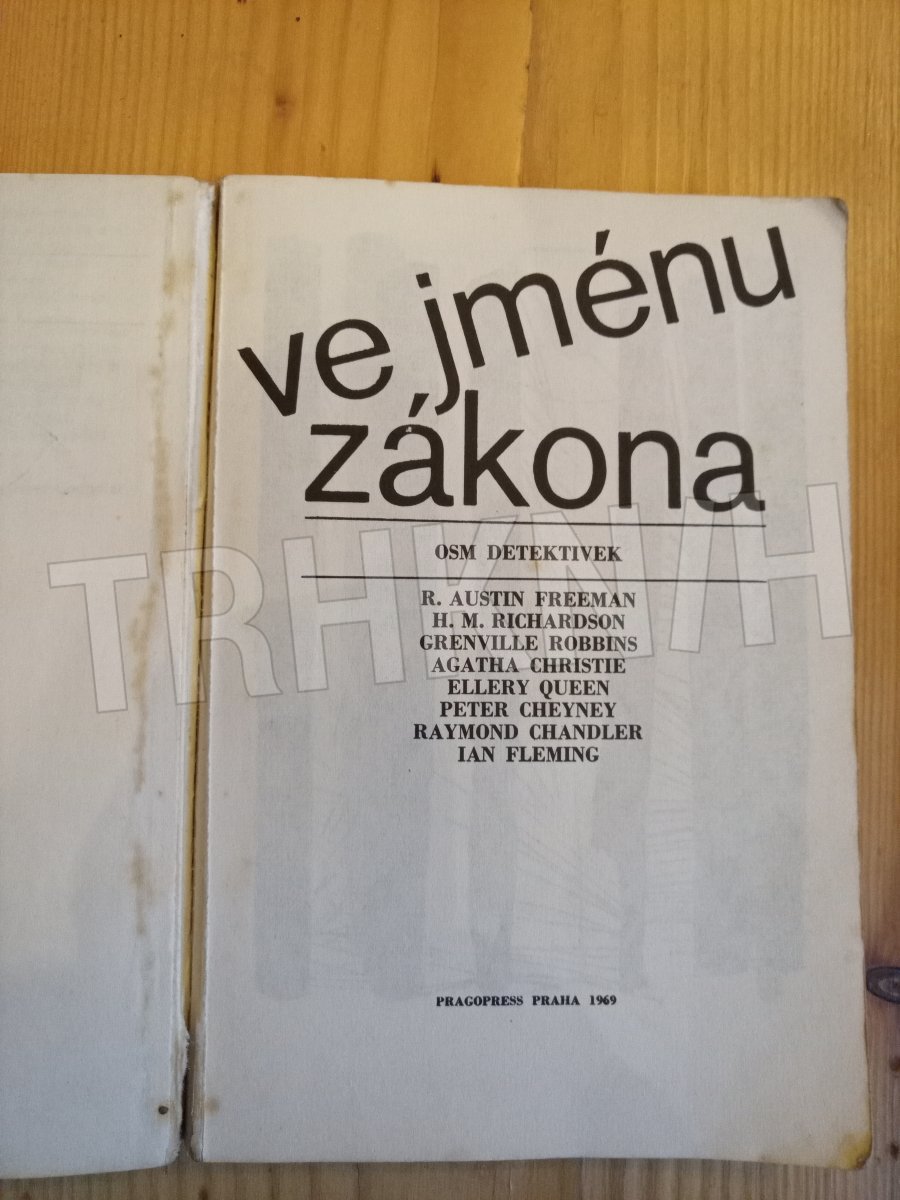 ve jménu
zákona
OSM DETEKTIVEK
R. AUSTIN FREEMAN
H. M. RICHARDSON
GRENVILLE ROBBINS
AGATHA CHRISTIE
ELLERY QUEEN
PETER CHEYNEY
RAYMOND CHANDLER
IAN FLEMING
PRAGOPRESS PRAHA 1969
TRHKNIH